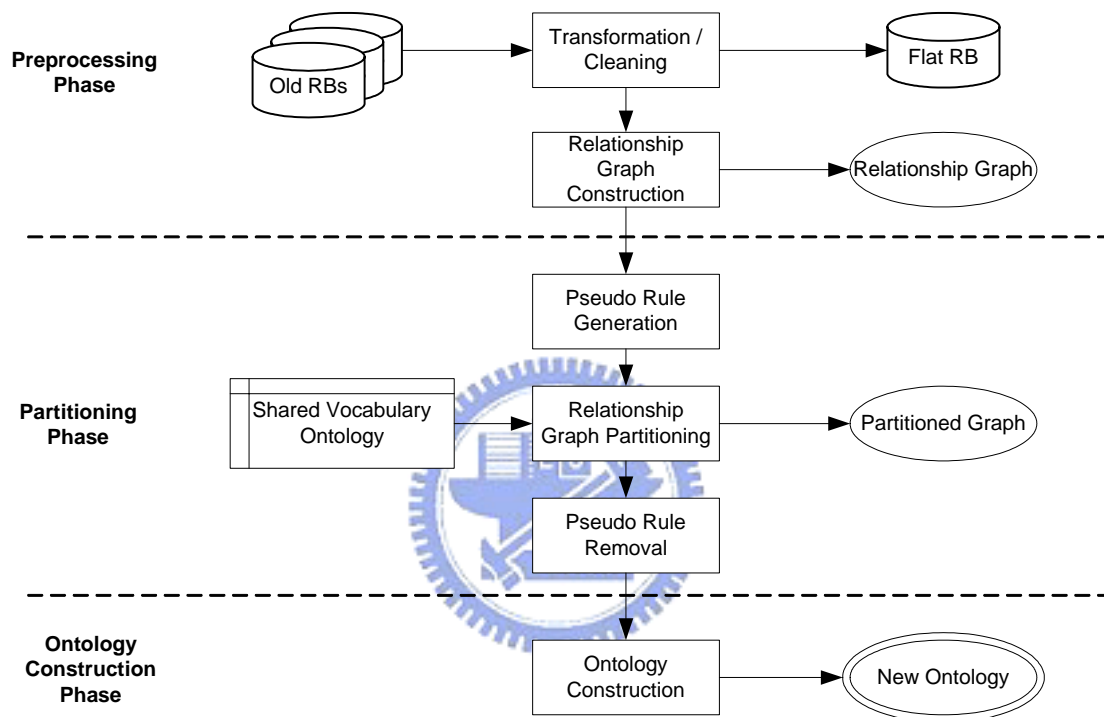 Preprocessing
Phase
Old RBs
Transformation /
Cleaning
Flat RB
Relationship
Graph
Construction
Relationship Graph
Pseudo Rule
Generation
Partitioning
Phase
Shared Vocabulary
Ontology
Relationship
Graph Partitioning
Partitioned Graph
Pseudo Rule
Removal
Ontology
Construction
Phase
Ontology
Construction
New Ontology